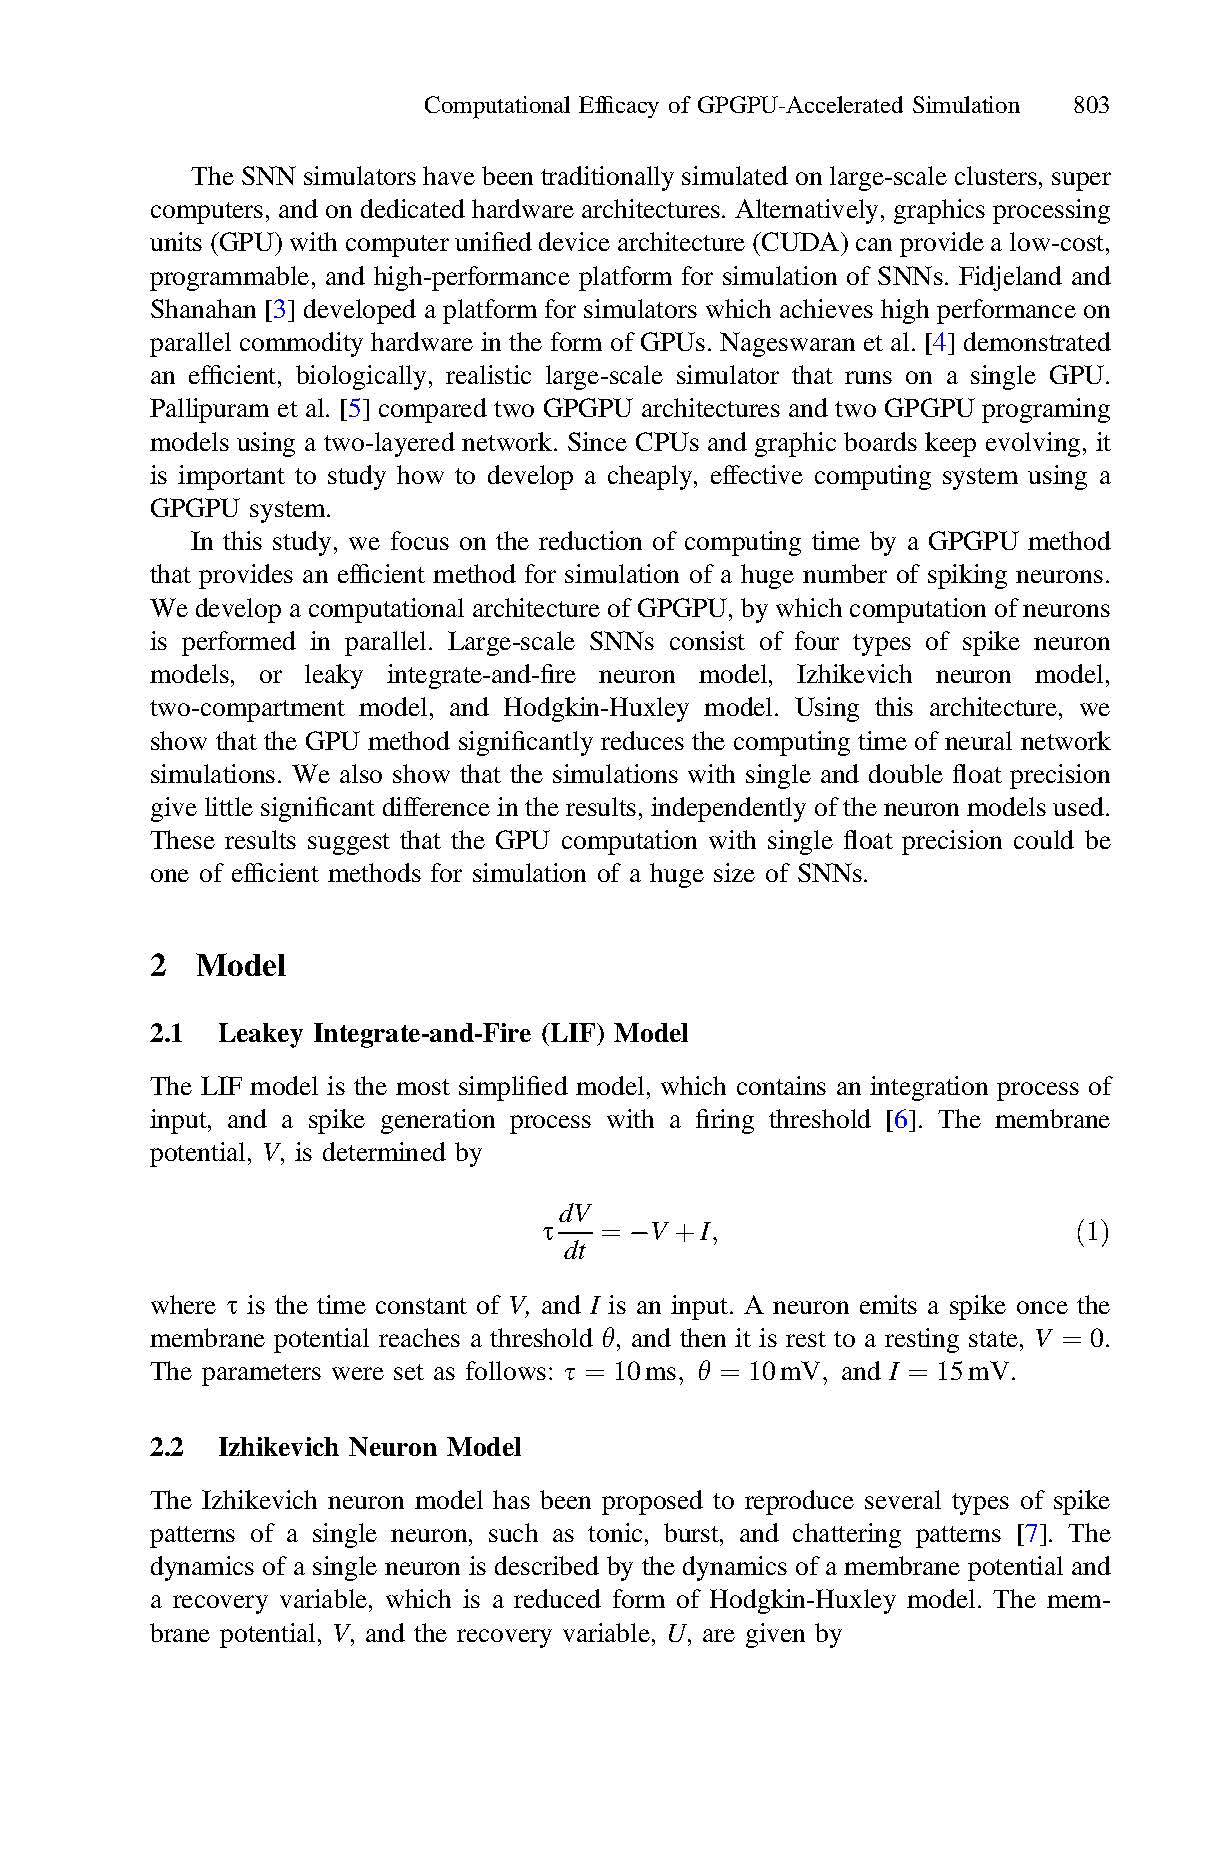 Computational Efficacy of GPGPU-Accelerated Simulation 803
The SNN simulators have been traditionally simulated on large-scale clusters, super
computers, and on dedicated hardware architectures. Alternatively, graphics processing
units (GPU) with computer unified device architecture (CUDA) can provide a low-cost,
programmable, and high-performance platform for simulation of SNNs. Fidjeland and
Shanahan [3] developed a platform for simulators which achieves high performance on
parallel commodity hardware in the form of GPUs. Nageswaran et al. [4] demonstrated
an efficient, biologically, realistic large-scale simulator that runs on a single GPU.
Pallipuram et al. [5] compared two GPGPU architectures and two GPGPU programing
models using a two-layered network. Since CPUs and graphic boards keep evolving, it
is important to study how to develop a cheaply, effective computing system using a
GPGPU system.
In this study, we focus on the reduction of computing time by a GPGPU method
that provides an efficient method for simulation of a huge number of spiking neurons.
We develop a computational architecture of GPGPU, by which computation of neurons
is performed in parallel. Large-scale SNNs consist of four types of spike neuron
models, or leaky integrate-and-fire neuron model, Izhikevich neuron model,
two-compartment model, and Hodgkin-Huxley model. Using this architecture, we
show that the GPU method significantly reduces the computing time of neural network
simulations. We also show that the simulations with single and double float precision
give little significant difference in the results, independently of the neuron models used.
These results suggest that the GPU computation with single float precision could be
one of efficient methods for simulation of a huge size of SNNs.
2 Model
2.1 Leakey Integrate-and-Fire (LIF) Model
The LIF model is the most simplified model, which contains an integration process of
input, and a spike generation process with a firing threshold [6]. The membrane
potential, V, is determined by
τ dV/dt = −V + I, (1)
where τ is the time constant of V, and I is an input. A neuron emits a spike once the
membrane potential reaches a threshold θ, and then it is rest to a resting state, V = 0.
The parameters were set as follows: τ = 10 ms, θ = 10 mV, and I = 15 mV.
2.2 Izhikevich Neuron Model
The Izhikevich neuron model has been proposed to reproduce several types of spike
patterns of a single neuron, such as tonic, burst, and chattering patterns [7]. The
dynamics of a single neuron is described by the dynamics of a membrane potential and
a recovery variable, which is a reduced form of Hodgkin-Huxley model. The mem-
brane potential, V, and the recovery variable, U, are given by